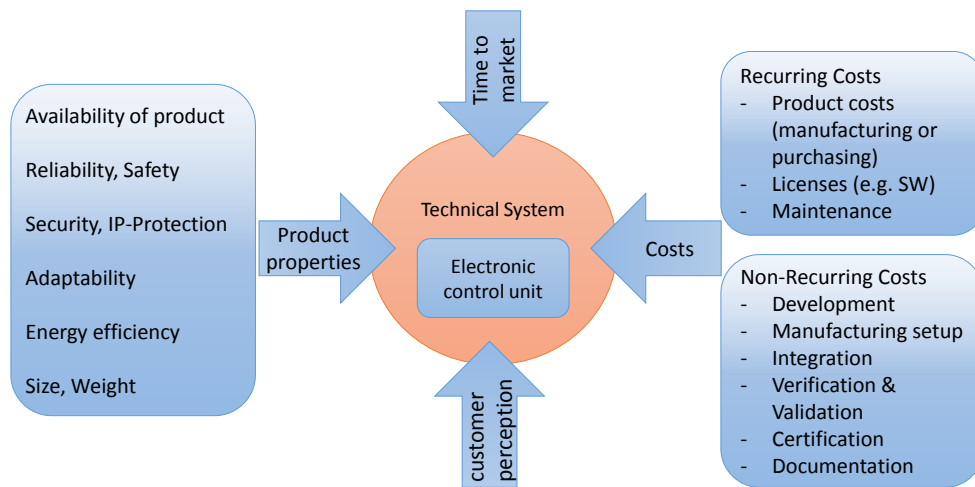 Time to
market
Availability of product
Reliability, Safety
Security, IP-Protection
Adaptability
Energy efficiency
Size, Weight
Product
properties
Technical System
Electronic
control unit
Costs
Recurring Costs
- Product costs
(manufacturing or
purchasing)
- Licenses (e.g. SW)
- Maintenance
Non-Recurring Costs
- Development
- Manufacturing setup
- Integration
- Verification &
Validation
- Certification
- Documentation
customer
perception